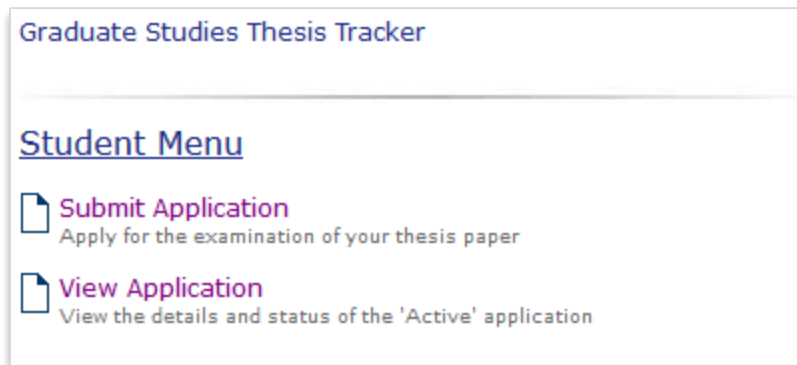 Graduate Studies Thesis Tracker
Student Menu
Submit Application
Apply for the examination of your thesis paper
View Application
View the details and status of the 'Active' application